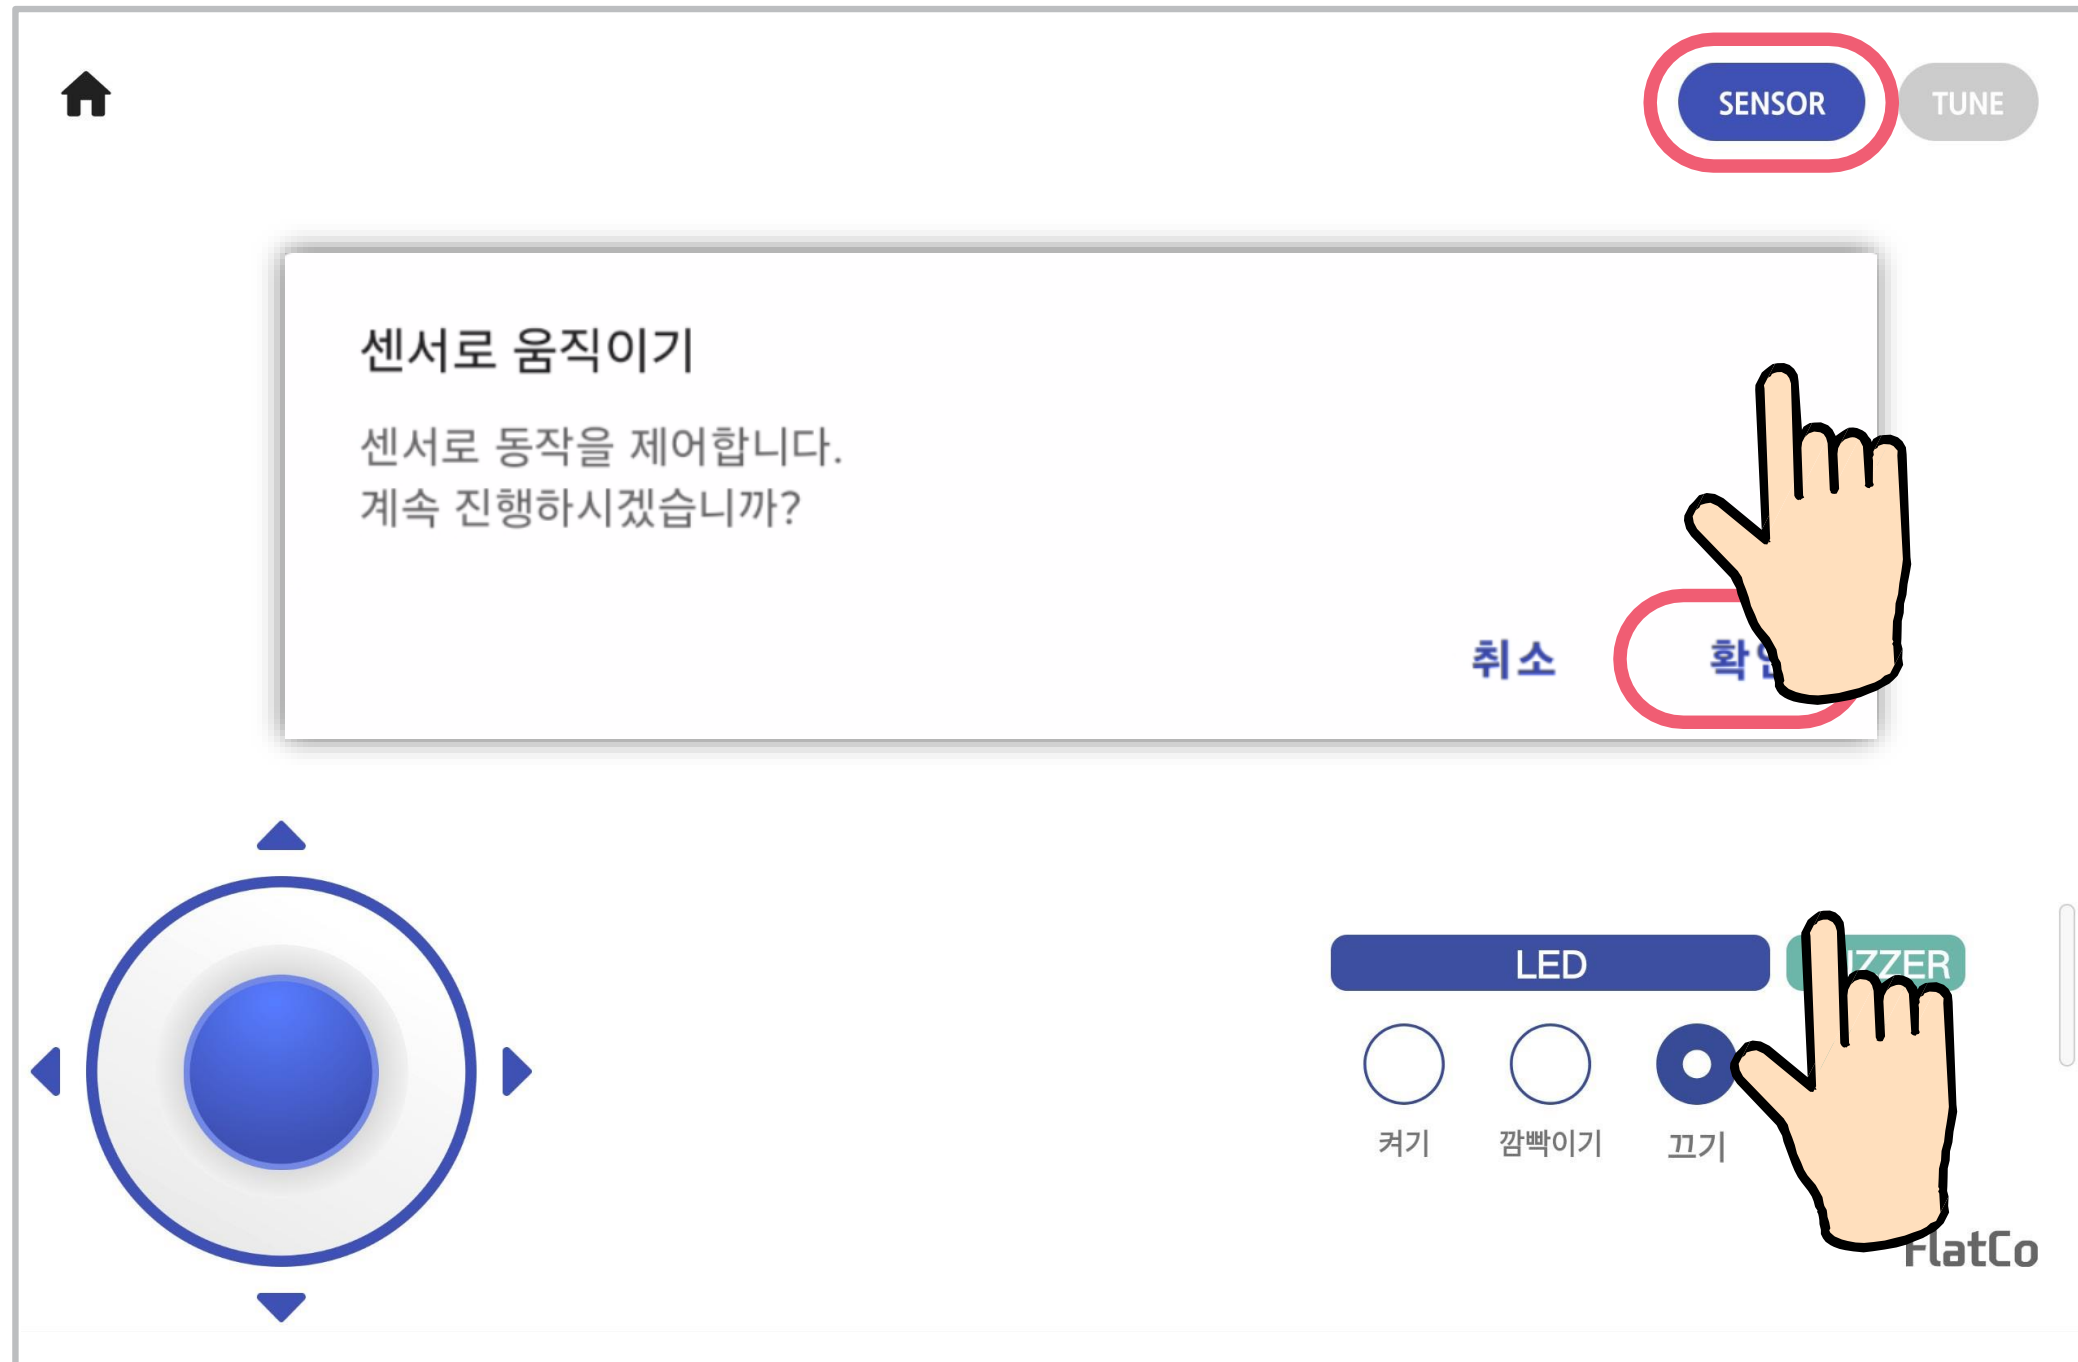 SENSOR
TUNE
센서로 움직이기
센서로 동작을 제어합니다.
계속 진행하시겠습니까?
취소
LED
켜기
깜빡이기
끄기
FlatCo